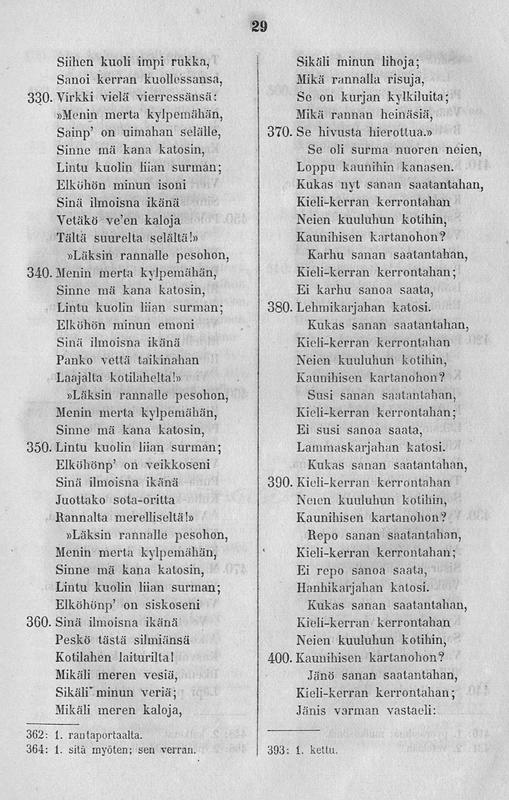 29
Siihen kuoli impi rukka,
Sanoi kerran kuollessansa,
330. Virkki vielä vierressänsä:
»Menin merta kylpemähän,
Sainp' on uimahan selälle,
Sinne mä kana katosin,
Lintu kuolin liian surman;
Elköhön minun isoni
Sinä ilmoisna ikänä
Vetäkö ve'en kaloja
Tältä suurelta selältä!»
»Läksin rannalle pesohon,
340. Menin merta kylpemähän,
Sinne mä kana katosin,
Lintu kuolin liian surman;
Elköhön minun emoni
Sinä ilmoisna ikänä
Panko vettä taikinahan
Laajalta kotilahelta!»
»Läksin rannalle pesohon,
Menin merta kylpemähän,
Sinne mä kana katosin,
350. Lintu kuolin liian surman;
Elköhönp' on veikkoseni
Sinä ilmoisna ikänä
Juottako sota-oritta
Rannalta merelliseltä!»
»Läksin rannalle pesohon,
Menin merta kylpemähän,
Sinne mä kana katosin,
Lintu kuolin liian surman;
Elköhönp' on siskoseni
360. Sinä ilmoisna ikänä
Peskö tästä silmiänsä
Kotilahen laiturilta!
Mikäli meren vesiä,
Sikäli minun veriä;
Mikäli meren kaloja,
362: 1. rantaportaalta.
364: 1. sitä myöten; sen verran.
Sikäli minun lihoja;
Mikä rannalla risuja,
Se on kurjan kylkiluita;
Mikä rannan heinäsiä,
370. Se hivusta hierottua.»
Se oli surma nuoren neien,
Loppu kaunihin kanasen.
Kukas nyt sanan saatantahan,
Kieli-kerran kerrontahan
Neien kuuluhun kotihin,
Kaunihisen kartanohon?
Karhu sanan saatantahan,
Kieli-kerran kerrontahan;
Ei karhu sanoa saata,
380. Lehmikarjahan katosi.
Kukas sanan saatantahan,
Kieli-kerran kerrontahan
Neien kuuluhun kotihin,
Kaunihisen kartanohon?
Susi sanan saatantahan,
Kieli-kerran kerrontahan;
Ei susi sanoa saata,
Lammaskarjahan katosi.
Kukas sanan saatantahan,
390. Kieli-kerran kerrontahan
Neien kuuluhun kotihin,
Kaunihisen kartanohon?
Repo sanan saatantahan,
Kieli-kerran kerrontahan;
Ei repo sanoa saata,
Hanhikarjahan katosi.
Kukas sanan saatantahan,
Kieli-kerran kerrontahan
Neien kuuluhun kotihin,
400. Kaunihisen kartanohon?
Jänö sanan saatantahan,
Kieli-kerran kerrontahan;
Jänis varman vastaeli:
393: 1. kettu.